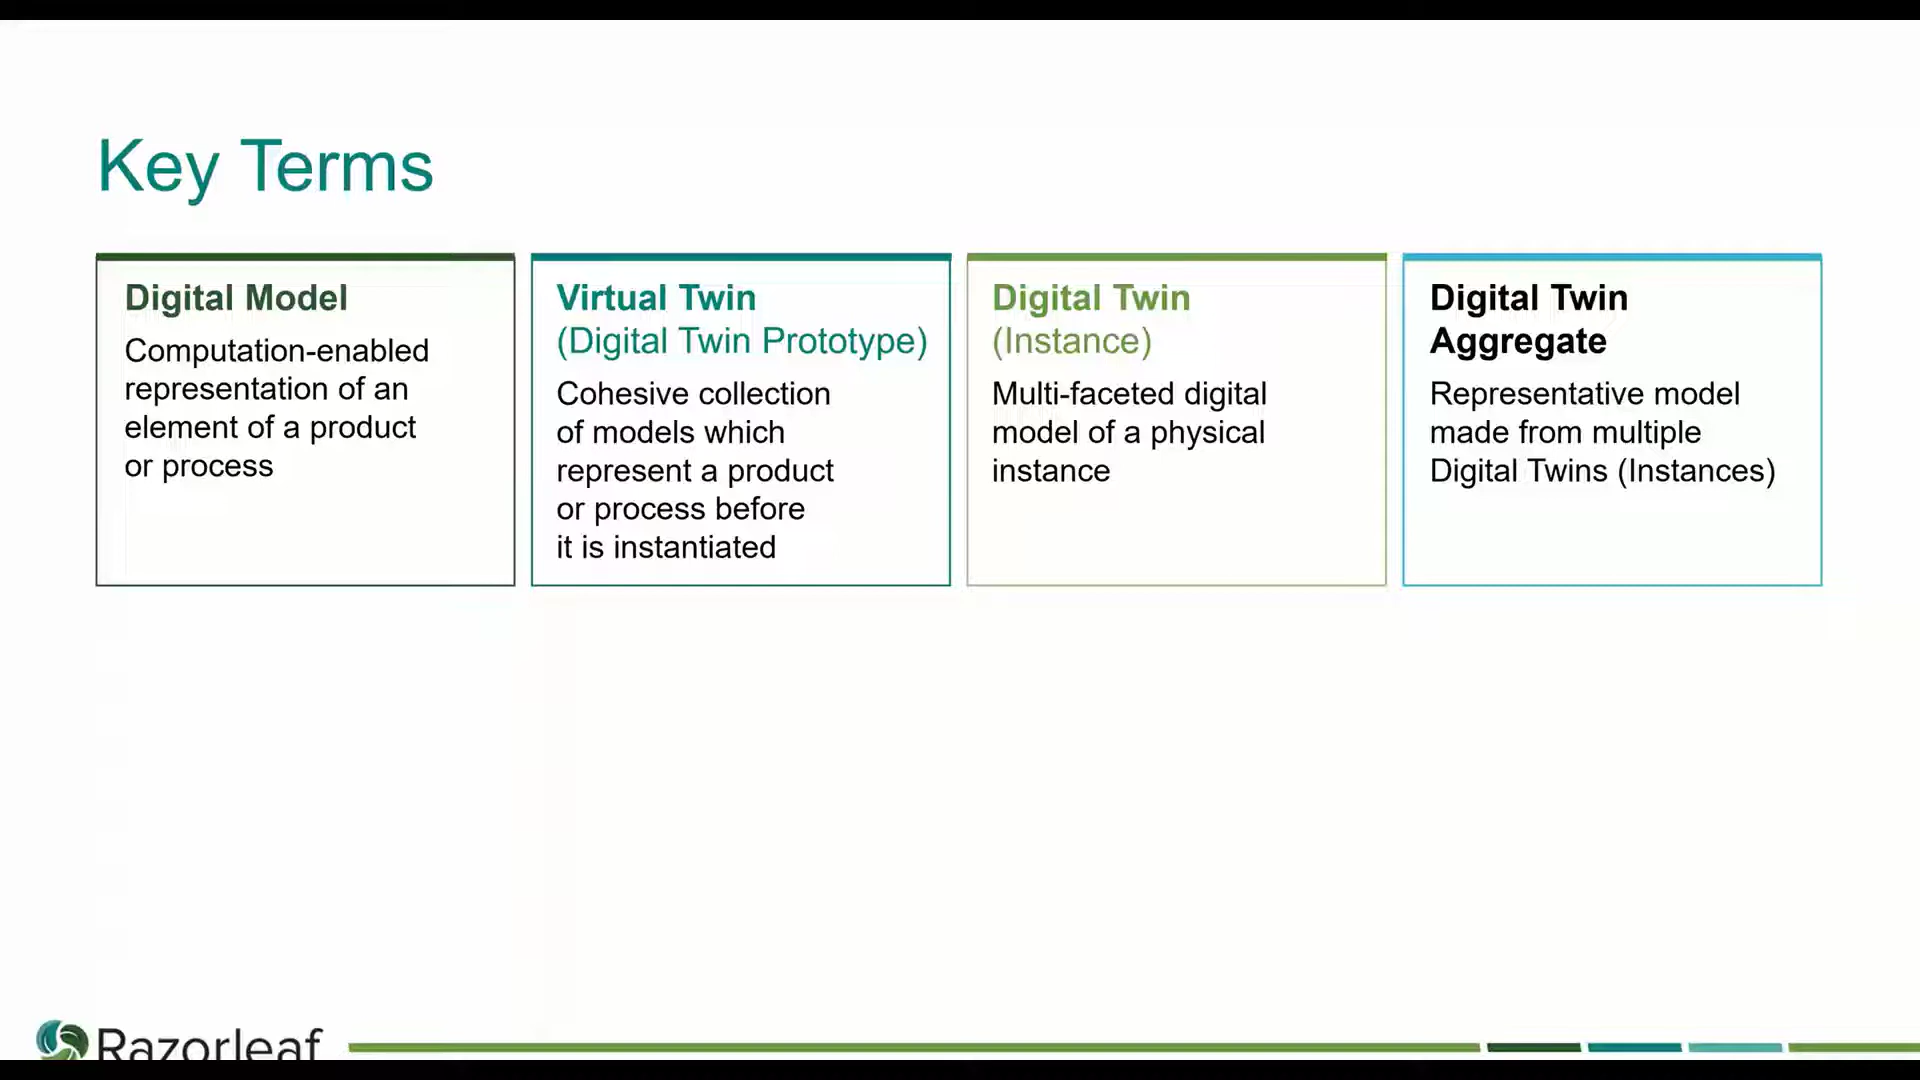 Key Terms
Digital Model
Computation-enabled
representation of an
element of a product
or process
Virtual Twin
(Digital Twin Prototype)
Cohesive collection
of models which
represent a product
or process before
it is instantiated
Digital Twin
(Instance)
Multi-faceted digital
model of a physical
instance
Digital Twin
Aggregate
Representative model
made from multiple
Digital Twins (Instances)
Razorleaf